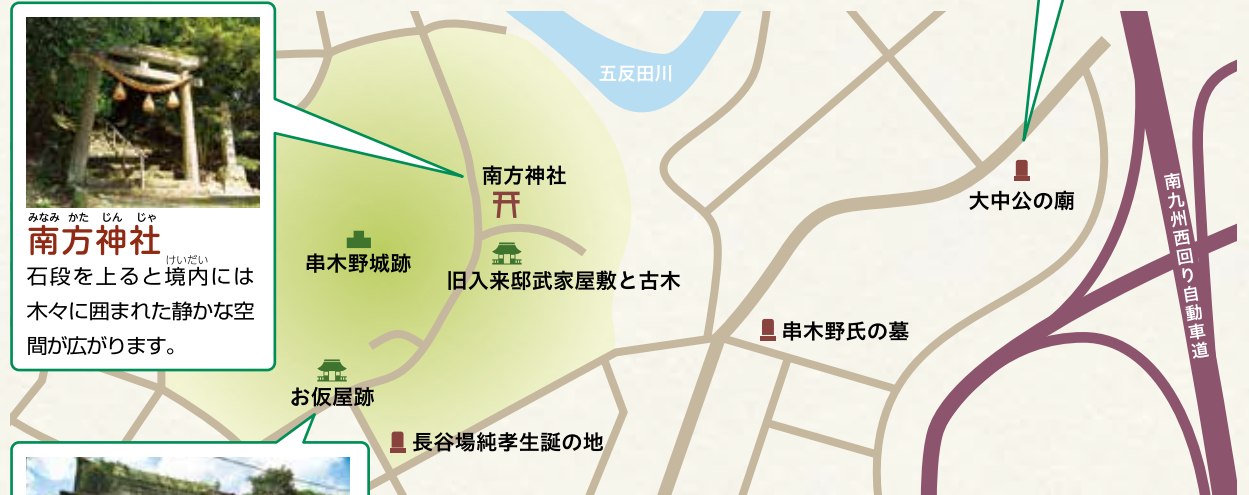 みなみ かた じん じゃ
南方神社
けいだい
石段を上ると境内には
木々に囲まれた静かな空
間が広がります。
五反田川
南方神社
大中公の廟
南九州西回り自動車道
串木野城跡
旧入来邸武家屋敷と古木
串木野氏の墓
お仮屋跡
長谷場純孝生誕の地